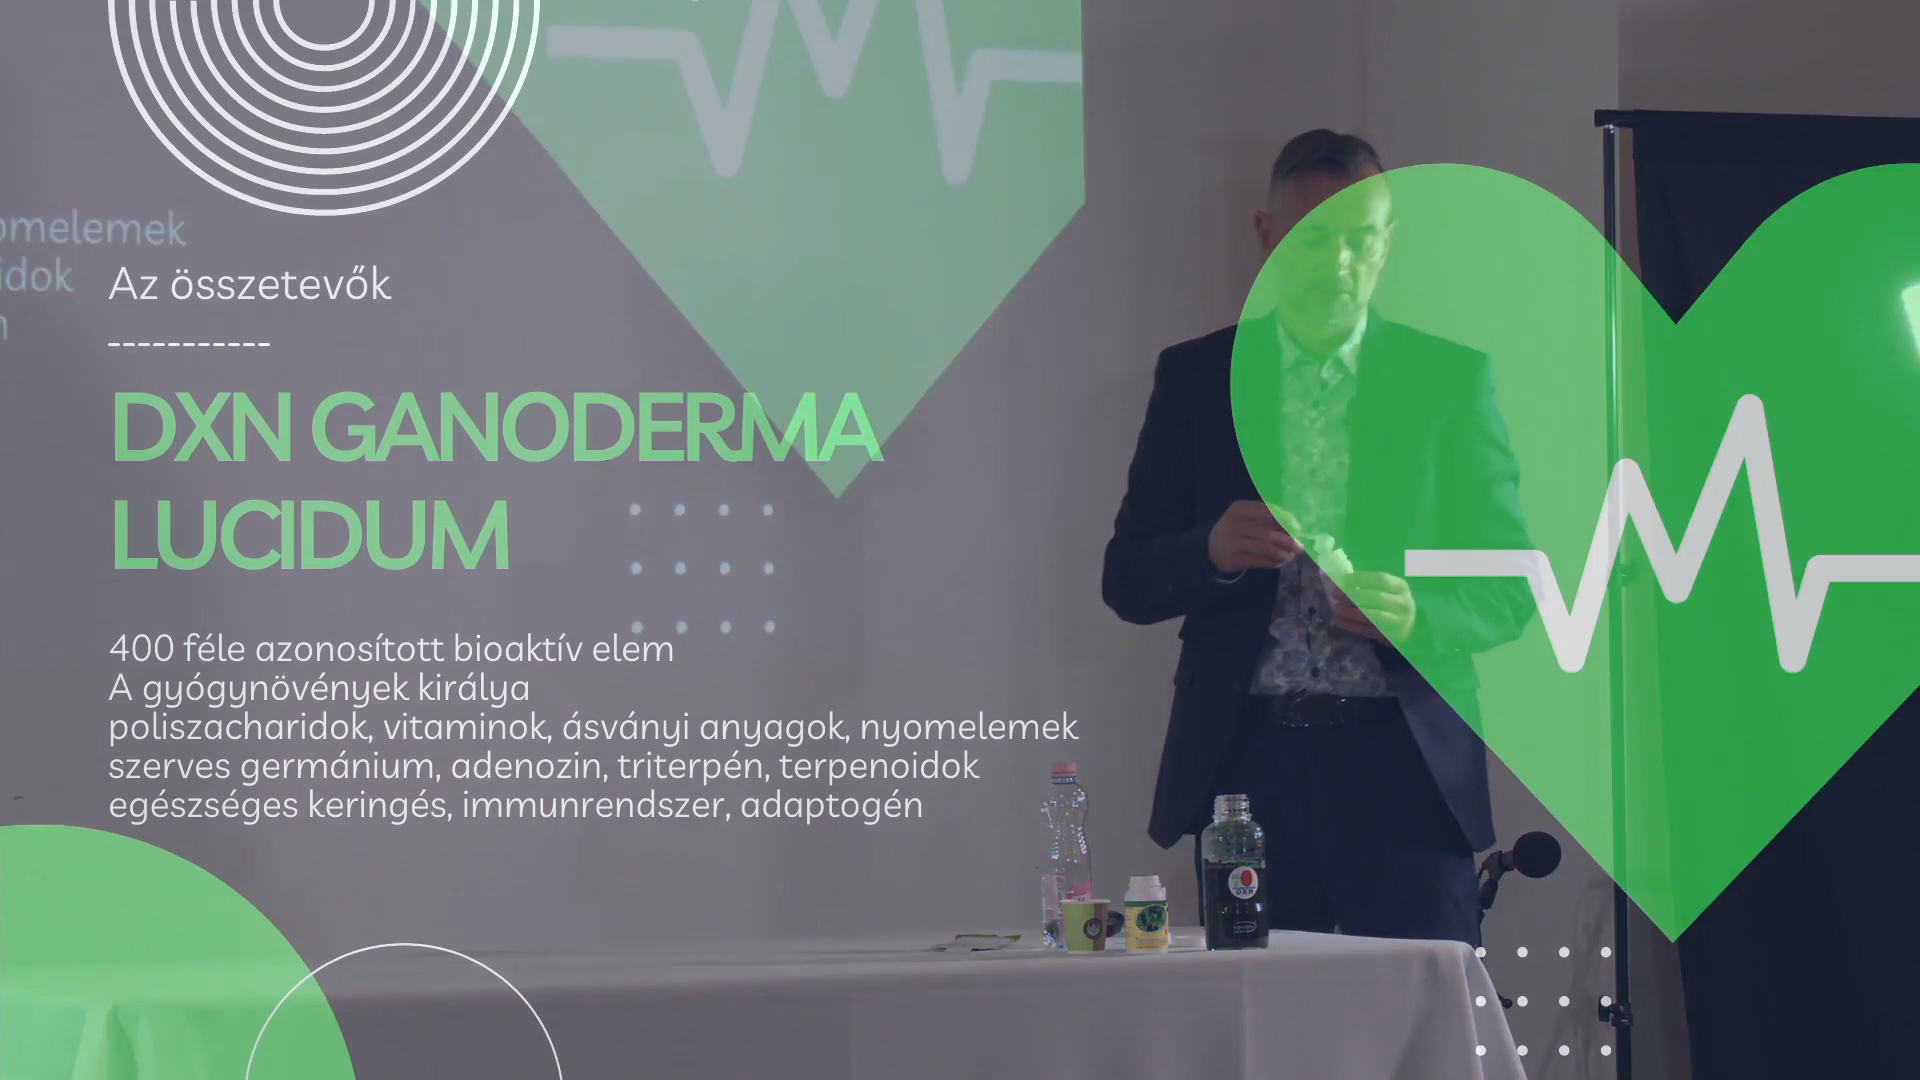 omelemek
idok
Az összetevők
-----------
DXN GANODERMA
LUCIDUM
400 féle azonosított bioaktív elem
A gyógynövények királya
poliszacharidok, vitaminok, ásványi anyagok, nyomelemek
szerves germánium, adenozin, triterpén, terpenoidok
egészséges keringés, immunrendszer, adaptogén
DXN